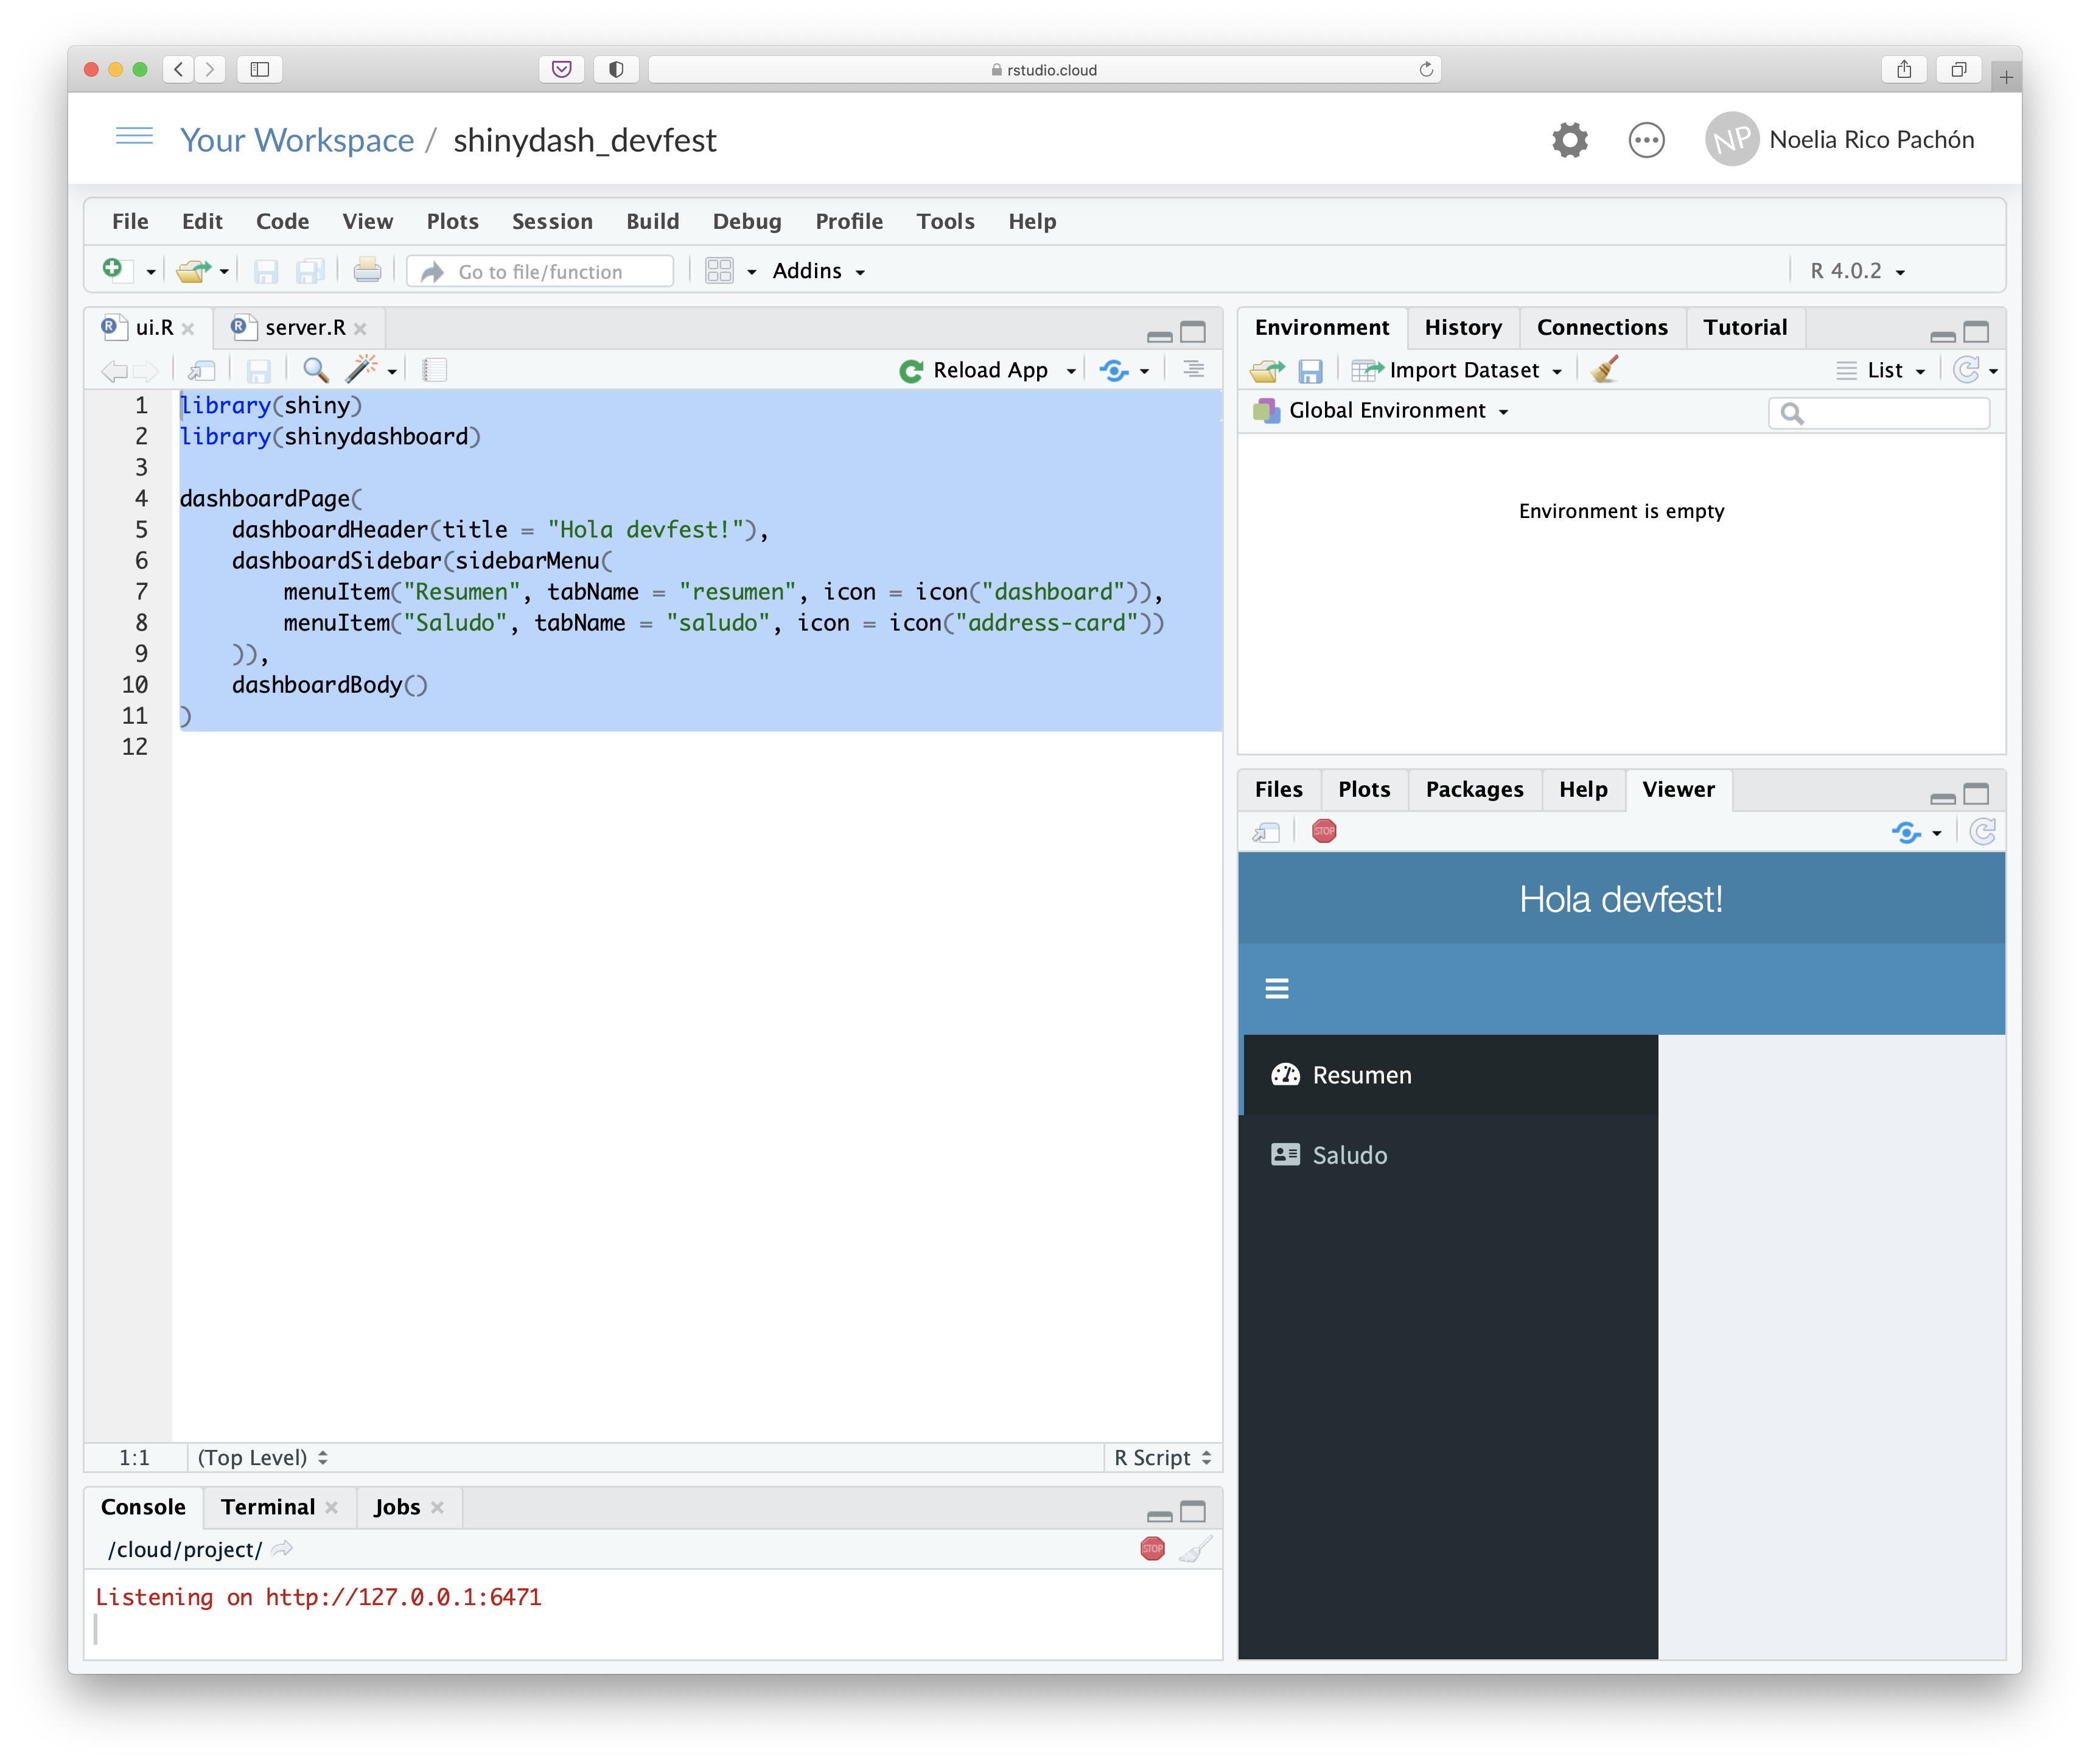 rstudio.cloud
Your Workspace / shinydash_devfest
NP Noelia Rico Pachón
File Edit Code View Plots Session Build Debug Profile Tools Help
Go to file/function Addins R 4.0.2
ui.R server.R
Reload App
1 library(shiny)
2 library(shinydashboard)
3
4 dashboardPage(
5 dashboardHeader(title = "Hola devfest!"),
6 dashboardSidebar(sidebarMenu(
7 menuItem("Resumen", tabName = "resumen", icon = icon("dashboard")),
8 menuItem("Saludo", tabName = "saludo", icon = icon("address-card"))
9 )),
10 dashboardBody()
11 )
12
1:1 (Top Level) R Script
Console Terminal Jobs
/cloud/project/ STOP
Listening on http://127.0.0.1:6471
Environment History Connections Tutorial
Import Dataset List
Global Environment
Environment is empty
Files Plots Packages Help Viewer
STOP
Hola devfest!
Resumen
Saludo